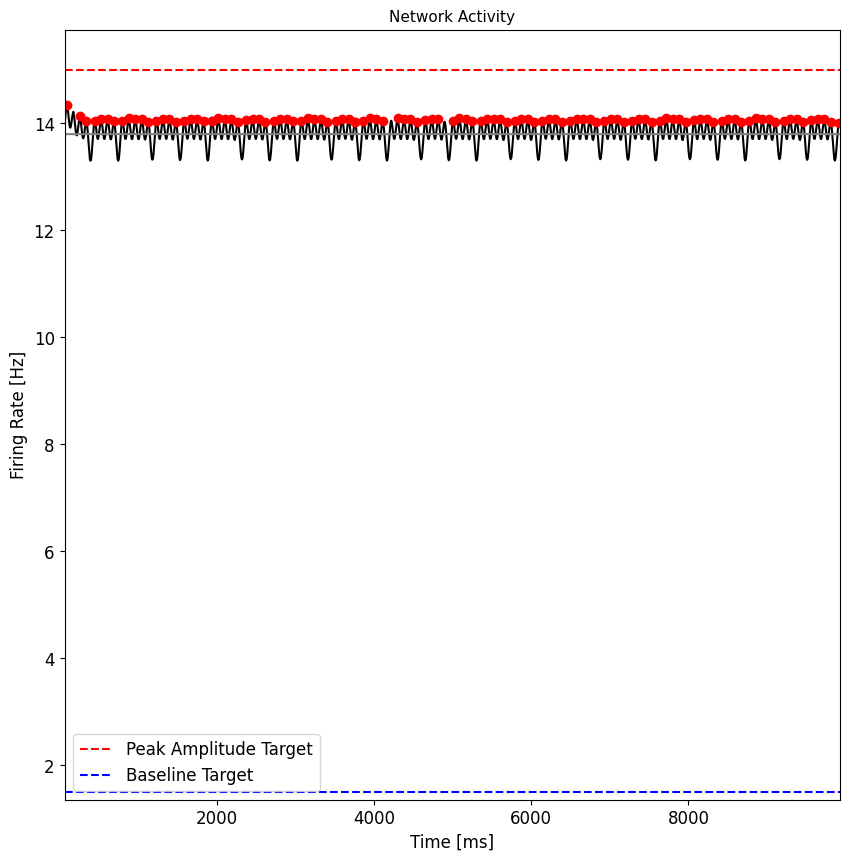 Network Activity
14
12
10
8
6
4
2
Firing Rate [Hz]
Peak Amplitude Target
Baseline Target
2000
4000
6000
8000
Time [ms]